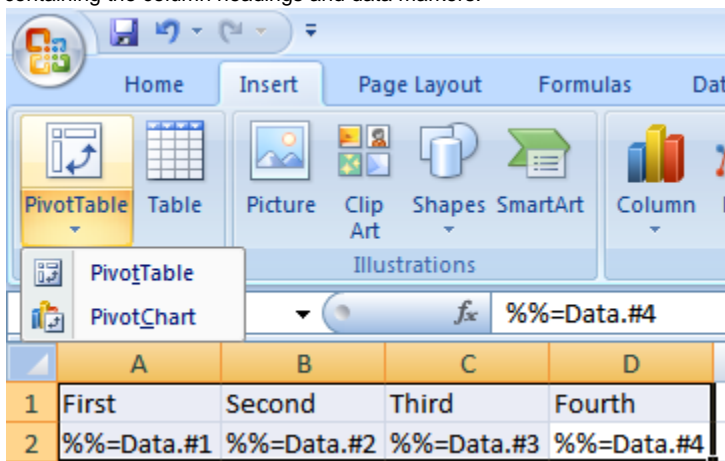 containing the column headings and data markers.
Home Insert Page Layout Formulas Dat
PivotTable Table Picture Clip Art Shapes SmartArt Column
Illustrations
PivotTable
PivotChart
fx %%=Data.#4
A B C D
1 First Second Third Fourth
2 %%=Data.#1 %%=Data.#2 %%=Data.#3 %%=Data.#4